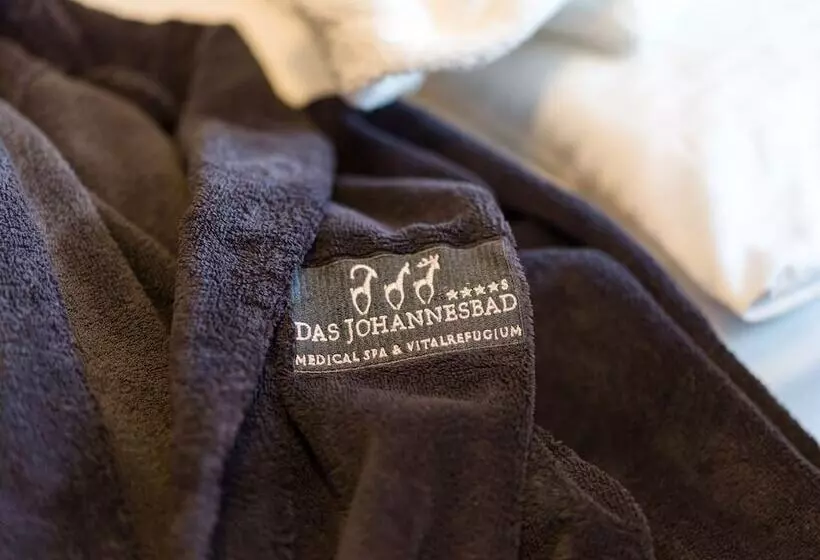 ★★★★S
DAS JOHANNESBAD
MEDICAL SPA & VITALREFUGIUM